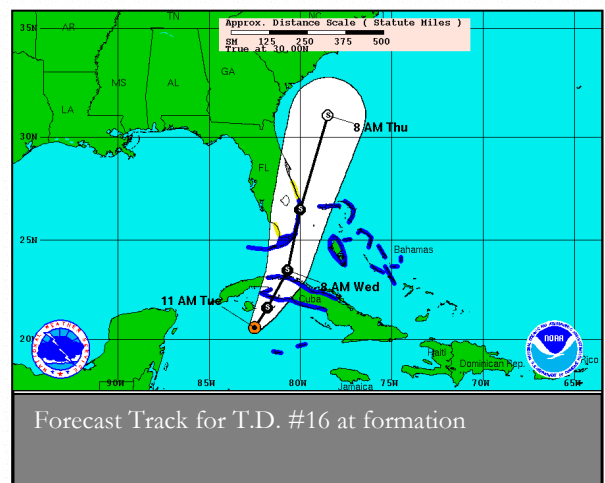 Approx. Distance Scale ( Statute Miles )
SM 125 250 375 500
True at 30.00N
35N
TN
NC
AR
MS
AL
GA
LA
30N
8 AM Thu
FL
25N
Bahamas
11 AM Tue
8 AM Wed
Cuba
20N
NOAA
Haiti
Dominican Rep.
Rico
90W
85W
80W
75W
65W
Jamaica
Forecast Track for T.D. #16 at formation